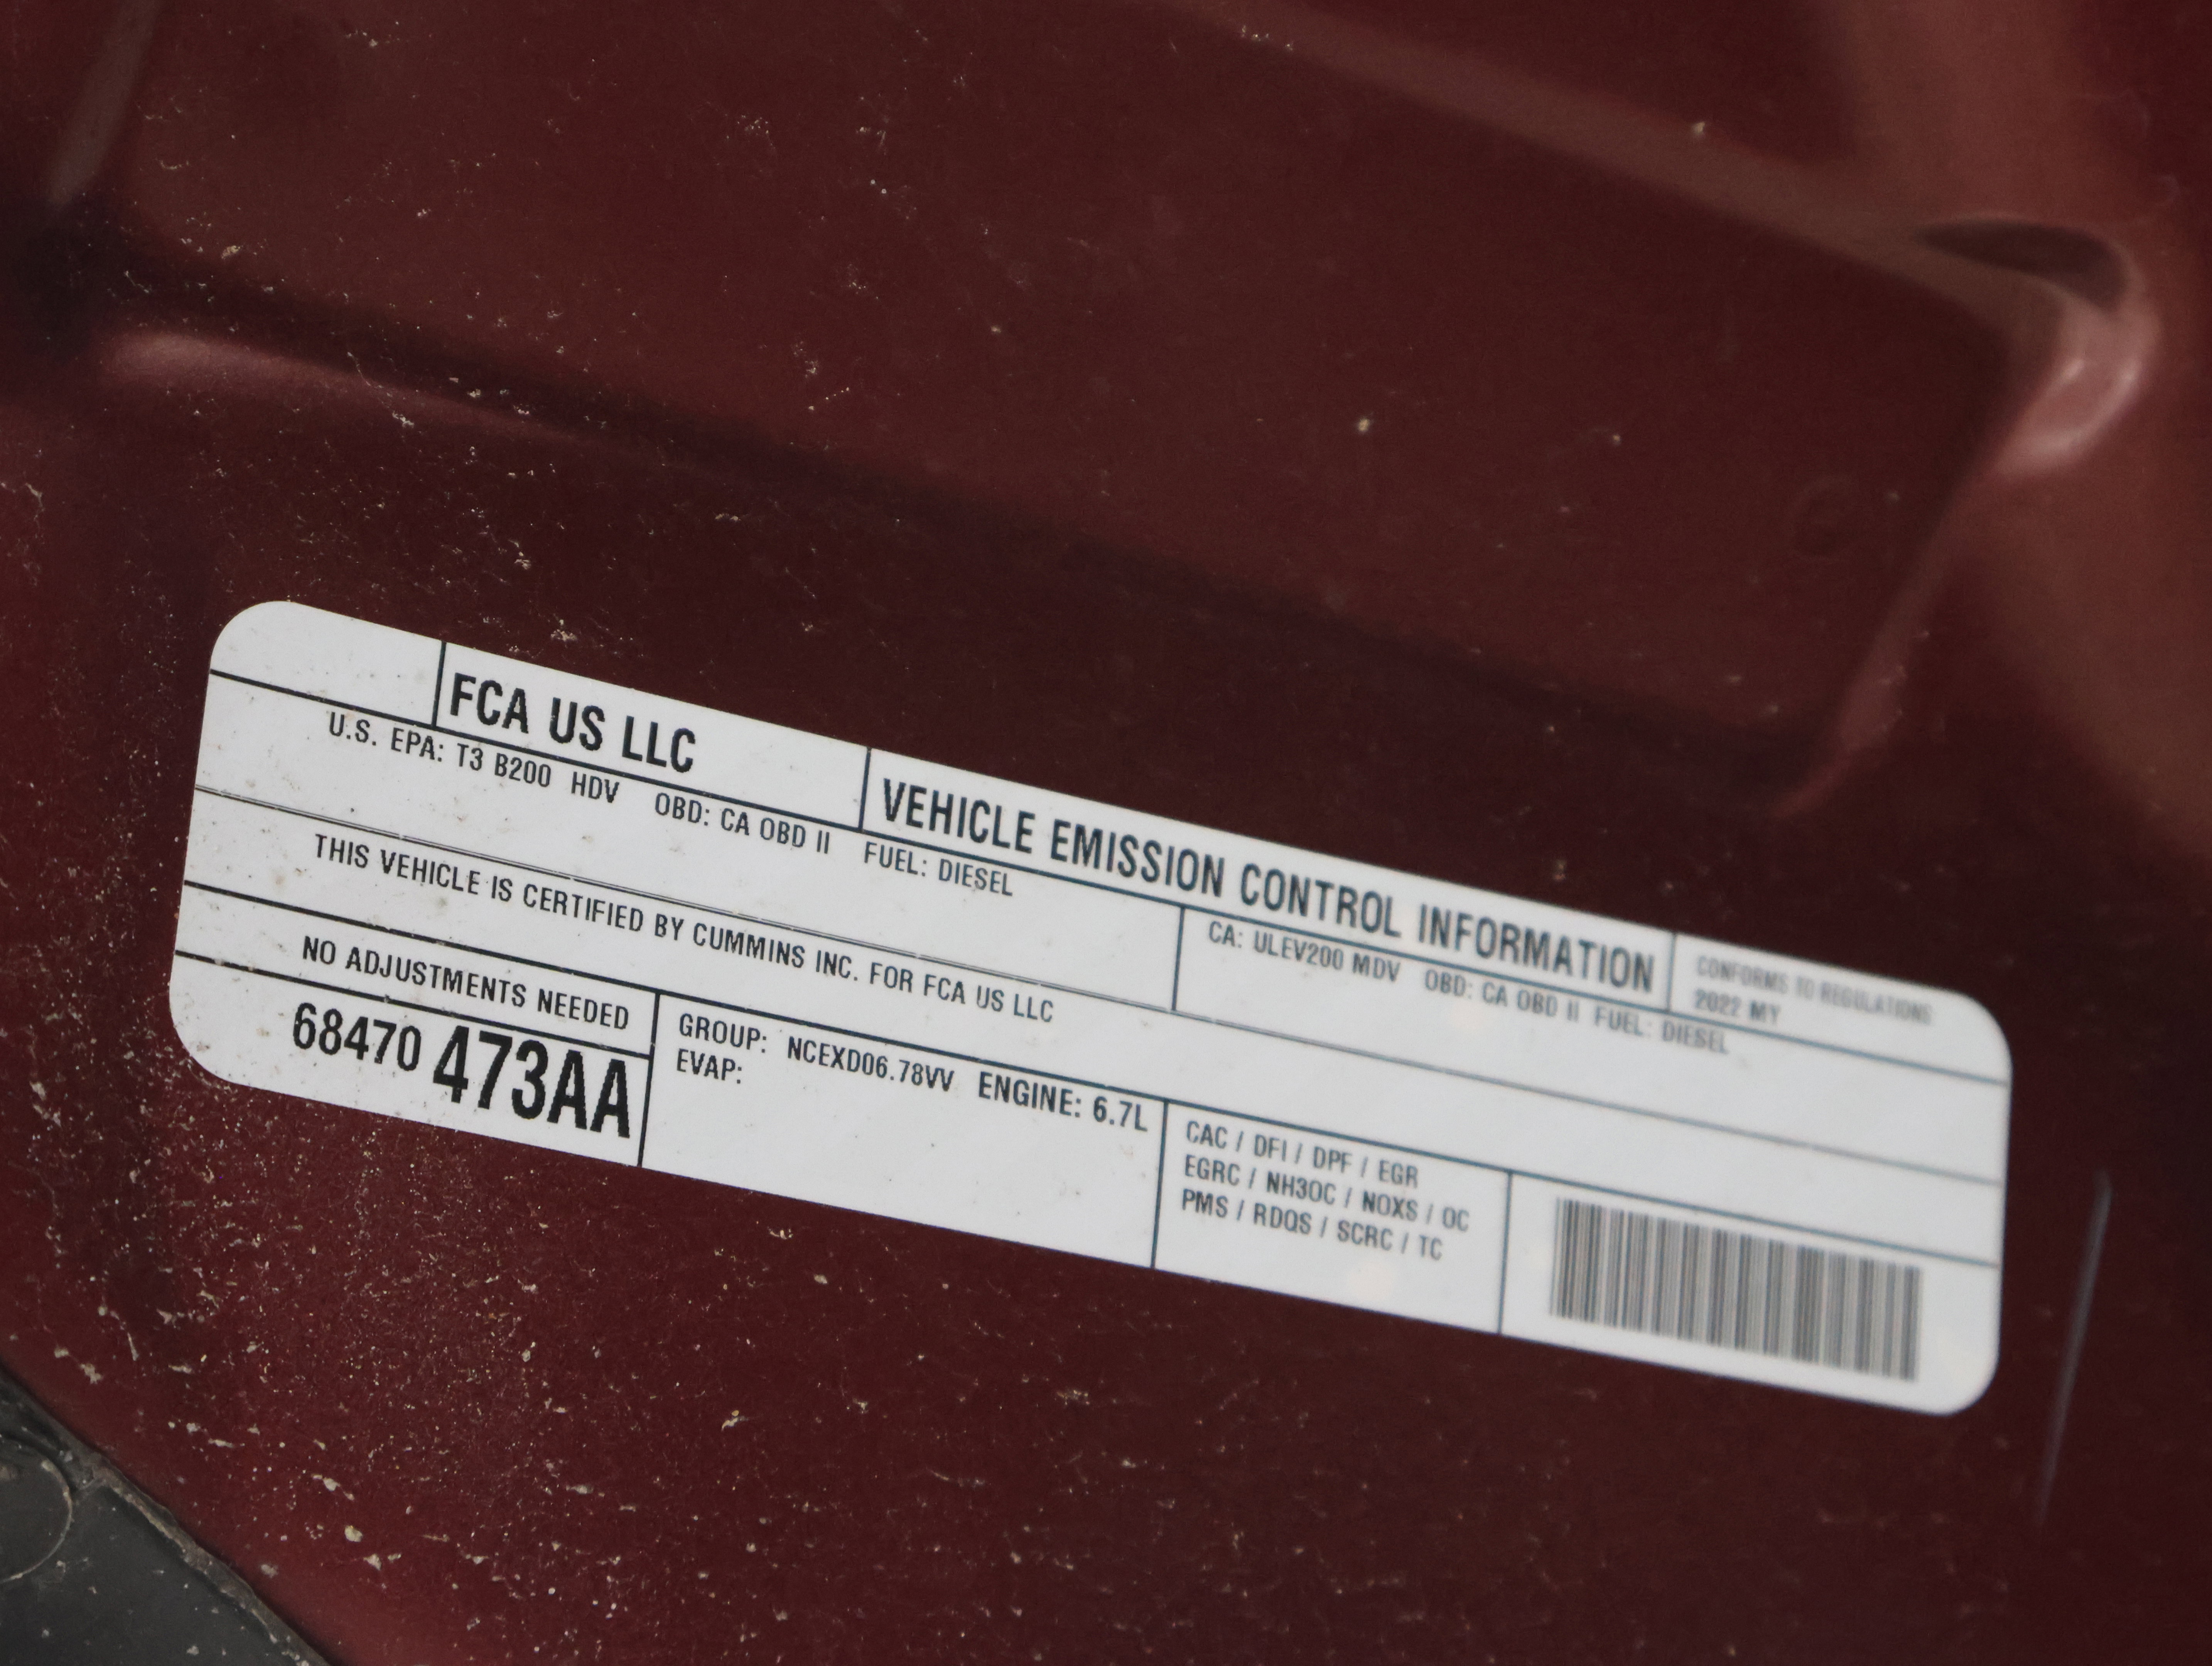 FCA US LLC
VEHICLE EMISSION CONTROL INFORMATION
CONFORMS TO REGULATIONS
2022 MY
U.S. EPA: T3 B200 HDV OBD: CA OBD II FUEL: DIESEL
CA: ULEV200 MDV OBD: CA OBD II FUEL: DIESEL
THIS VEHICLE IS CERTIFIED BY CUMMINS INC. FOR FCA US LLC
NO ADJUSTMENTS NEEDED
68470 473AA
GROUP: NCEXD06.78VV ENGINE: 6.7L
EVAP:
CAC / DFI / DPF / EGR
EGRC / NH3OC / NOXS / OC
PMS / RDQS / SCRC / TC